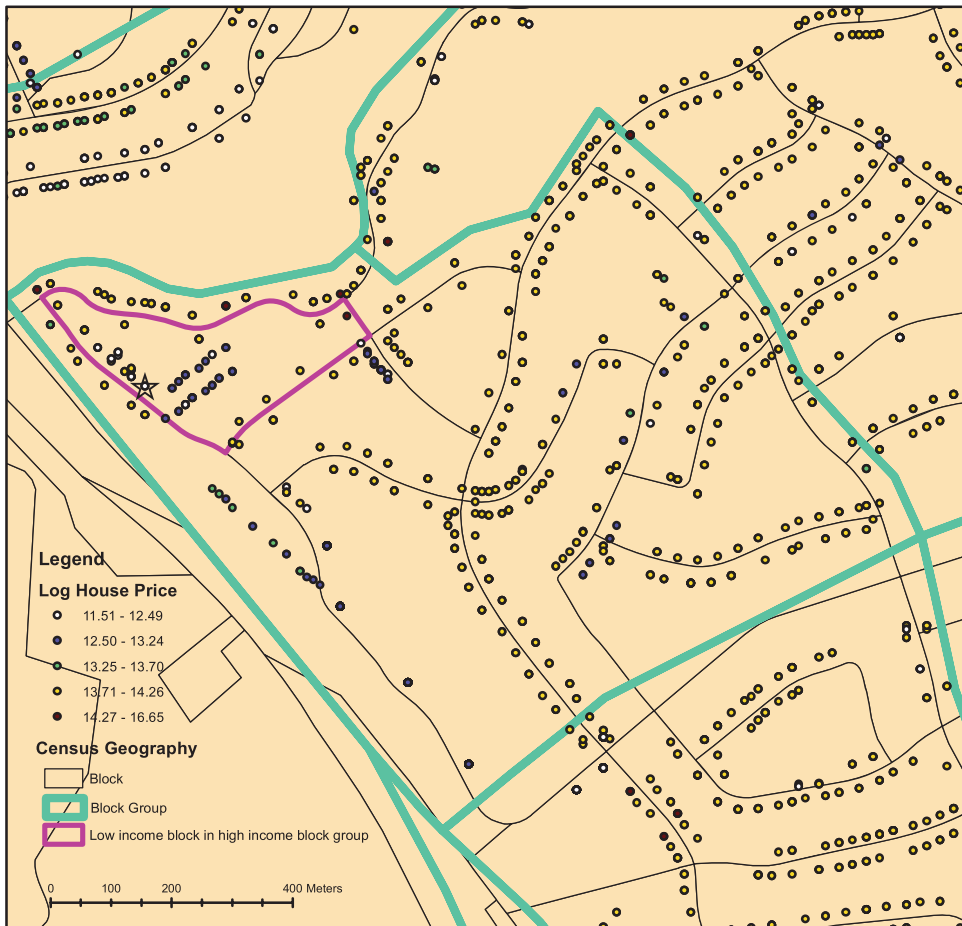 Legend
Log House Price
11.51 - 12.49
12.50 - 13.24
13.25 - 13.70
13.71 - 14.26
14.27 - 16.65
Census Geography
Block
Block Group
Low income block in high income block group
0 100 200 400 Meters